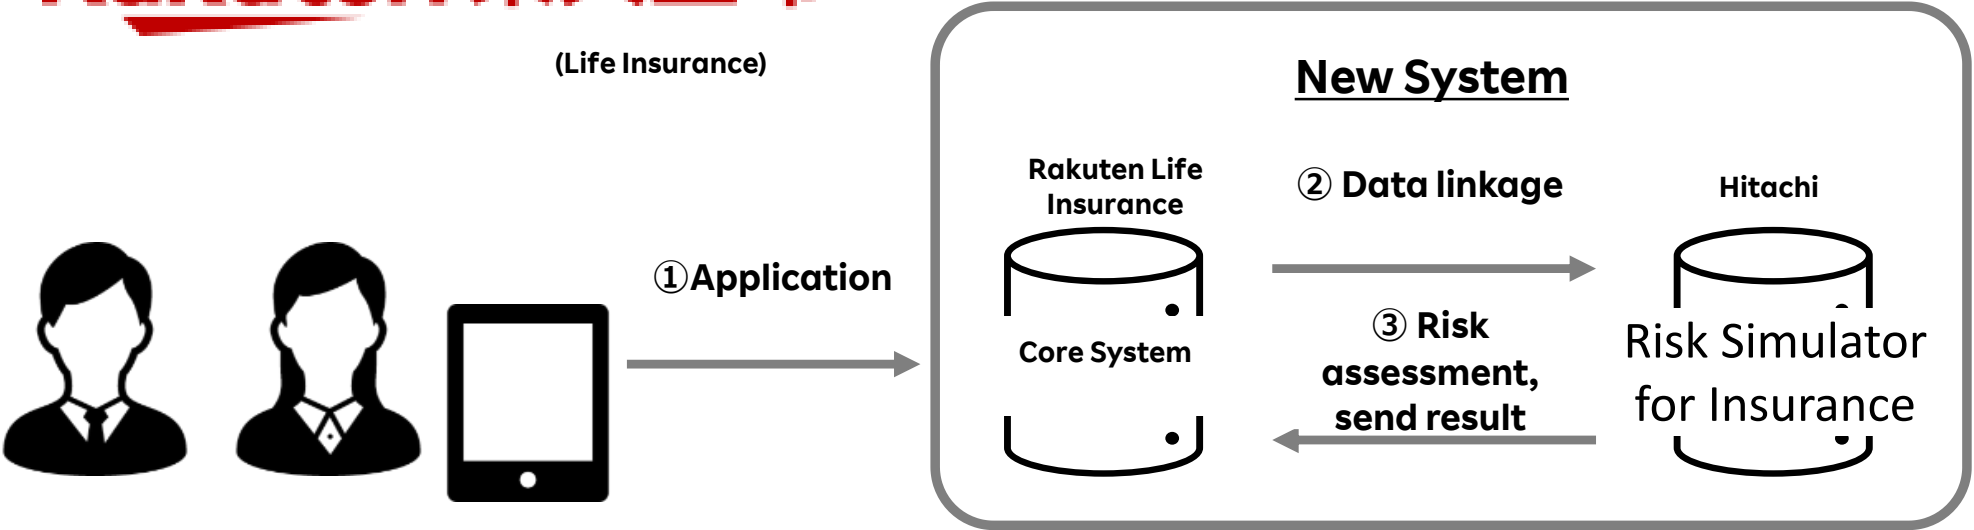 (Life Insurance)
New System
Rakuten Life
Insurance
② Data linkage
Hitachi
①Application
③ Risk
assessment,
send result
Core System
Risk Simulator
for Insurance